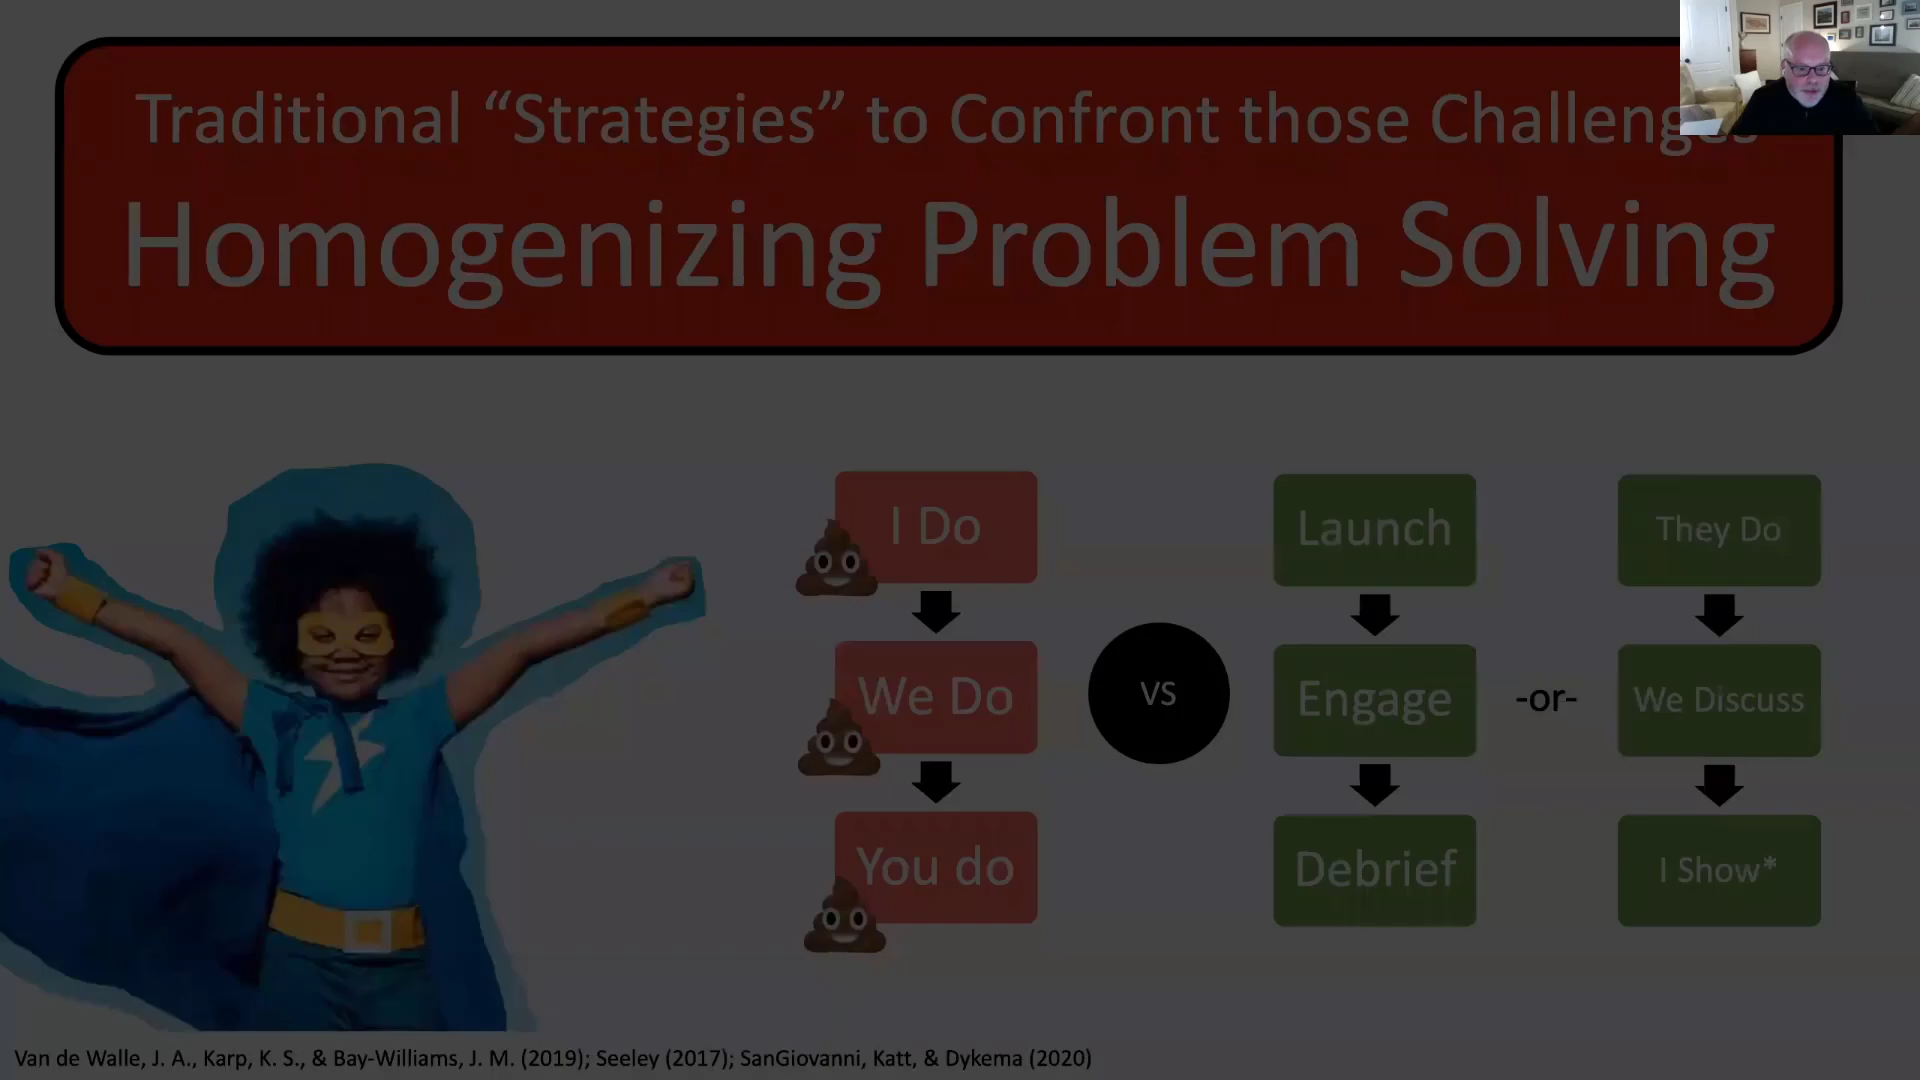 Traditional “Strategies” to Confront those Challenges
Homogenizing Problem Solving
I Do
We Do
You do
VS
Launch
Engage
Debrief
-or-
They Do
We Discuss
I Show*
Van de Walle, J. A., Karp, K. S., & Bay-Williams, J. M. (2019); Seeley (2017); SanGiovanni, Katt, & Dykema (2020)